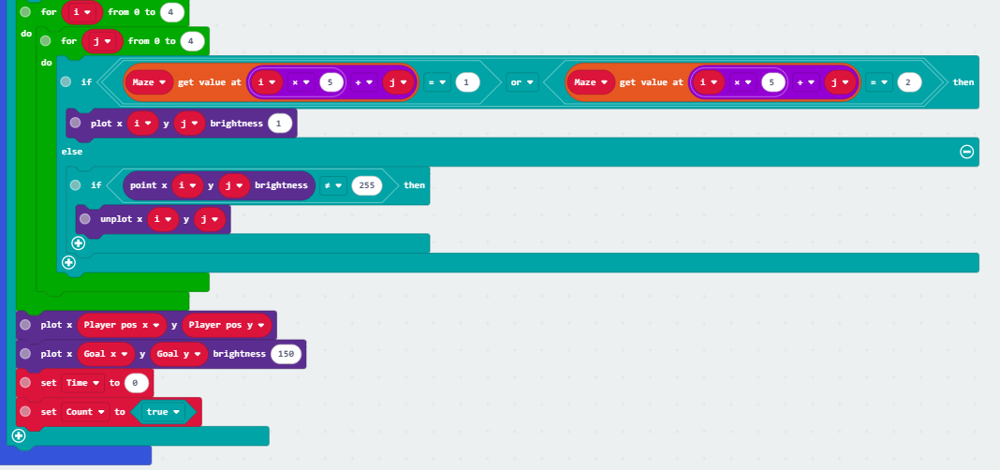 for i from 0 to 4
do
for j from 0 to 4
do
if Maze get value at i × 5 + j = 1 or Maze get value at i × 5 + j = 2 then
plot x i y j brightness 1
else
if point x i y j brightness ≠ 255 then
unplot x i y j
plot x Player pos x y Player pos y
plot x Goal x y Goal y brightness 150
set Time to 0
set Count to true